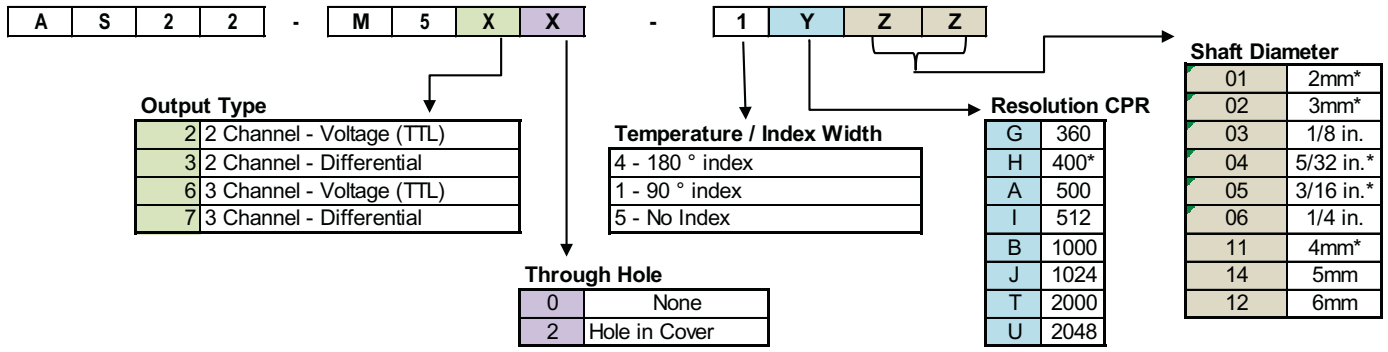 A S 2 2 - M 5 X X - 1 Y Z Z
Shaft Diameter
01 2mm*
02 3mm*
03 1/8 in.
04 5/32 in.*
05 3/16 in.*
06 1/4 in.
11 4mm*
14 5mm
12 6mm
Output Type
2 2 Channel - Voltage (TTL)
3 2 Channel - Differential
6 3 Channel - Voltage (TTL)
7 3 Channel - Differential
Temperature / Index Width
4 - 180 ° index
1 - 90 ° index
5 - No Index
Resolution CPR
G 360
H 400*
A 500
I 512
B 1000
J 1024
T 2000
U 2048
Through Hole
0 None
2 Hole in Cover